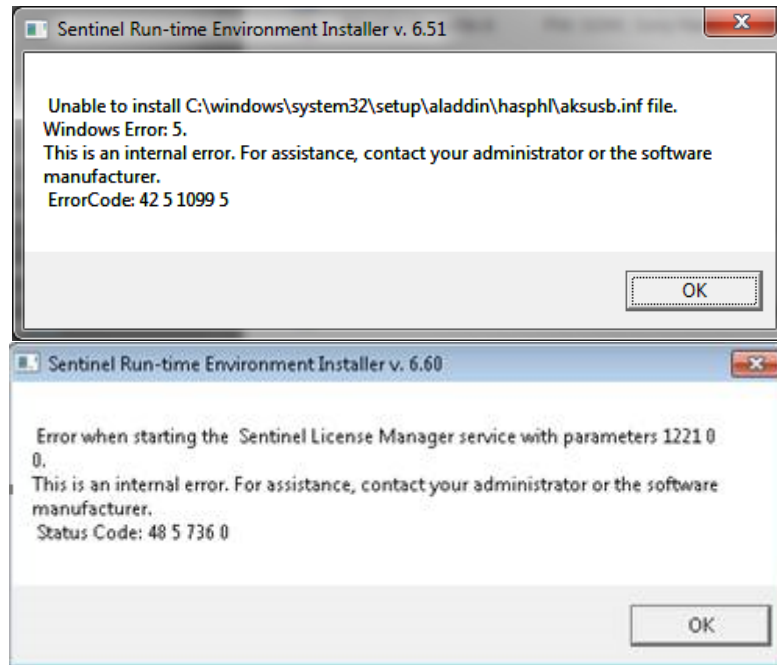 Sentinel Run-time Environment Installer v. 6.51
Unable to install C:\windows\system32\setup\aladdin\hasphl\aksusb.inf file.
Windows Error: 5.
This is an internal error. For assistance, contact your administrator or the software
manufacturer.
ErrorCode: 42 5 1099 5
OK
Sentinel Run-time Environment Installer v. 6.60
Error when starting the Sentinel License Manager service with parameters 1221 0
0.
This is an internal error. For assistance, contact your administrator or the software
manufacturer.
Status Code: 48 5 736 0
OK